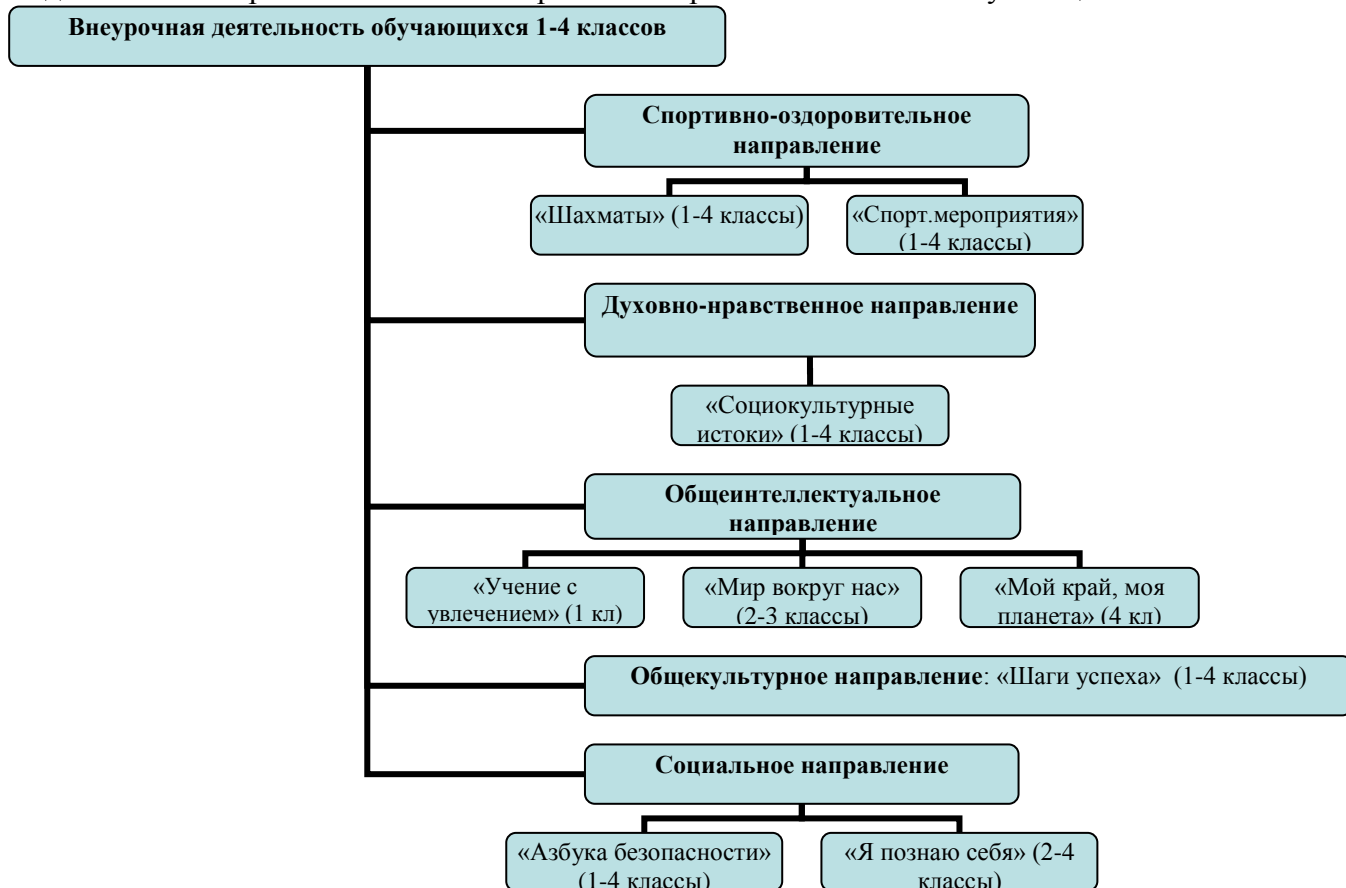 Внеурочная деятельность обучающихся 1-4 классов
Спортивно-оздоровительное
направление
«Шахматы» (1-4 классы)
«Спорт.мероприятия»
(1-4 классы)
Духовно-нравственное направление
«Социокультурные
истоки» (1-4 классы)
Общеинтеллектуальное
направление
«Учение с
увлечением» (1 кл)
«Мир вокруг нас»
(2-3 классы)
«Мой край, моя
планета» (4 кл)
Общекультурное направление: «Шаги успеха» (1-4 классы)
Социальное направление
«Азбука безопасности»
(1-4 классы)
«Я познаю себя» (2-4
классы)